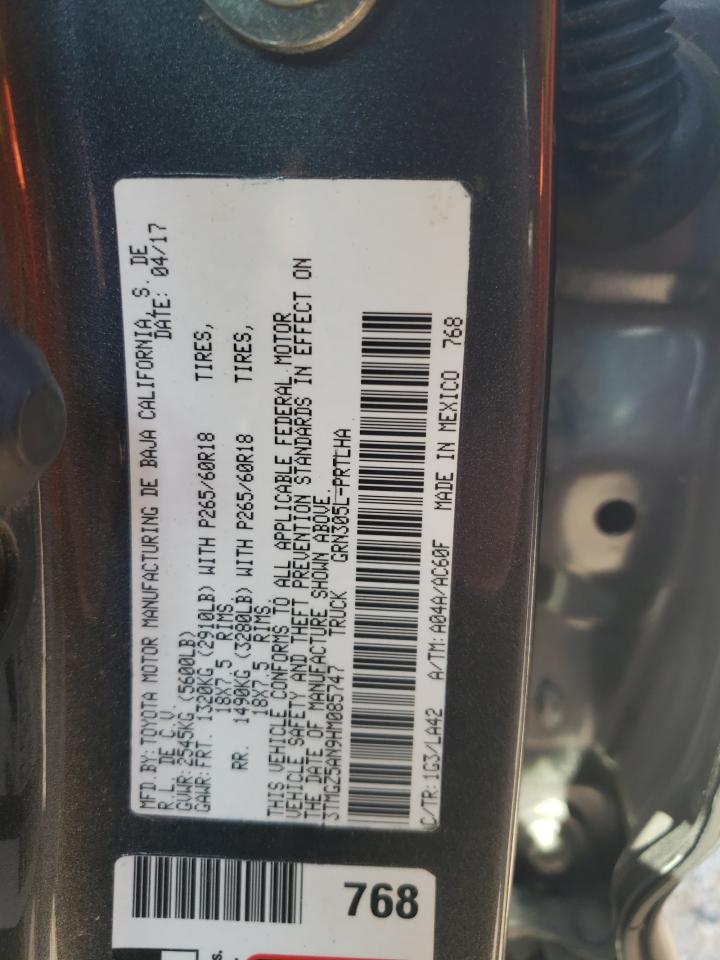 MFD BY: TOYOTA MOTOR MANUFACTURING DE BAJA CALIFORNIA, S. DE
R L DE C.V. DATE: 04/17
GVWR: 2545KG (5600LB)
GAWR: FRT. 1320KG (2910LB) WITH P265/60R18 TIRES,
18X7.5 RIMS.
RR. 1490KG (3280LB) WITH P265/60R18 TIRES,
18X7.5 RIMS.
THIS VEHICLE CONFORMS TO ALL APPLICABLE FEDERAL MOTOR
VEHICLE SAFETY AND THEFT PREVENTION STANDARDS IN EFFECT ON
THE DATE OF MANUFACTURE SHOWN ABOVE.
3TMGZ5AN9HM085747 TRUCK GRN305L-PRTLHA
C/TR: 1G3/LA42 A/TM: A04A/AC60F MADE IN MEXICO 768
768